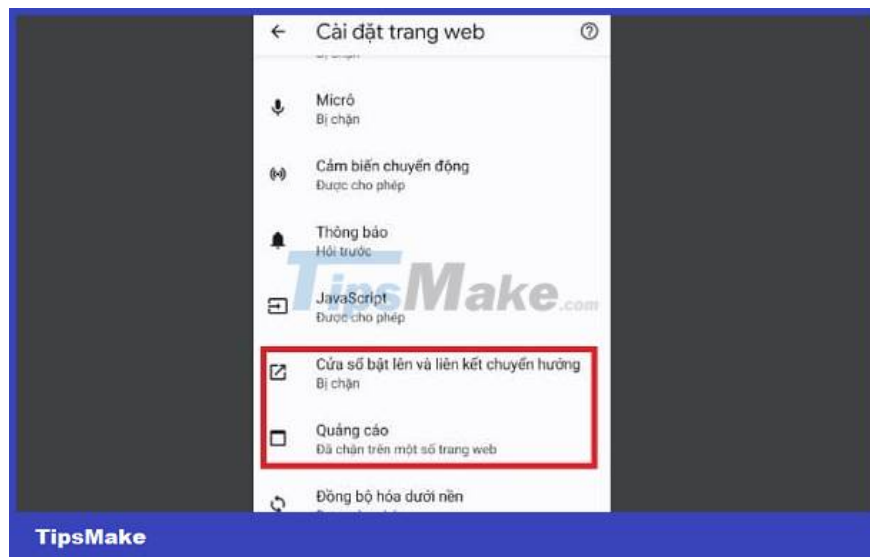 Cài đặt trang web
Micrô
Bị chặn
Cảm biến chuyển động
Được cho phép
Thông báo
Hỏi trước
TipsMake.com
JavaScript
Được cho phép
Cửa sổ bật lên và liên kết chuyển hướng
Bị chặn
Quảng cáo
Đã chặn trên một số trang web
Đồng bộ hóa dưới nền
TipsMake